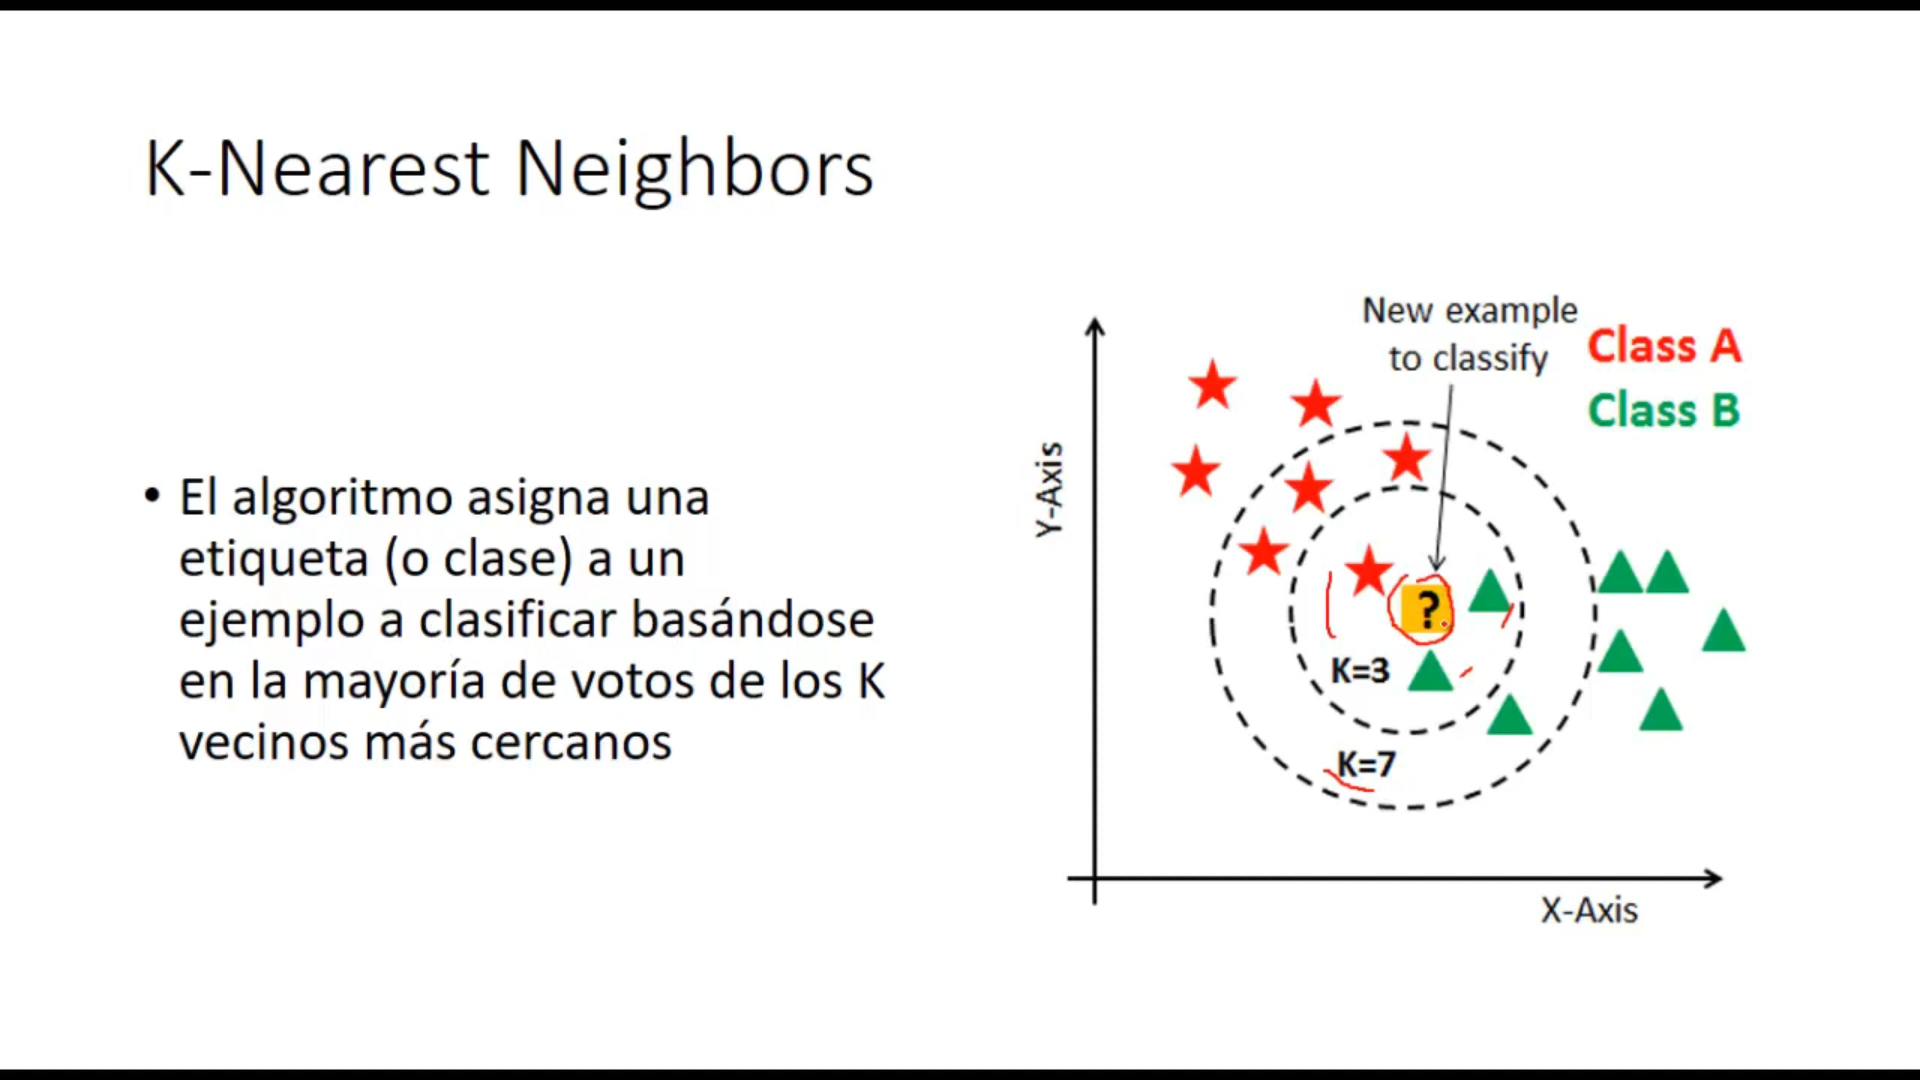 K-Nearest Neighbors
• El algoritmo asigna una
etiqueta (o clase) a un
ejemplo a clasificar basándose
en la mayoría de votos de los K
vecinos más cercanos
New example
to classify
Class A
Class B
Y-Axis
?
K=3
K=7
X-Axis